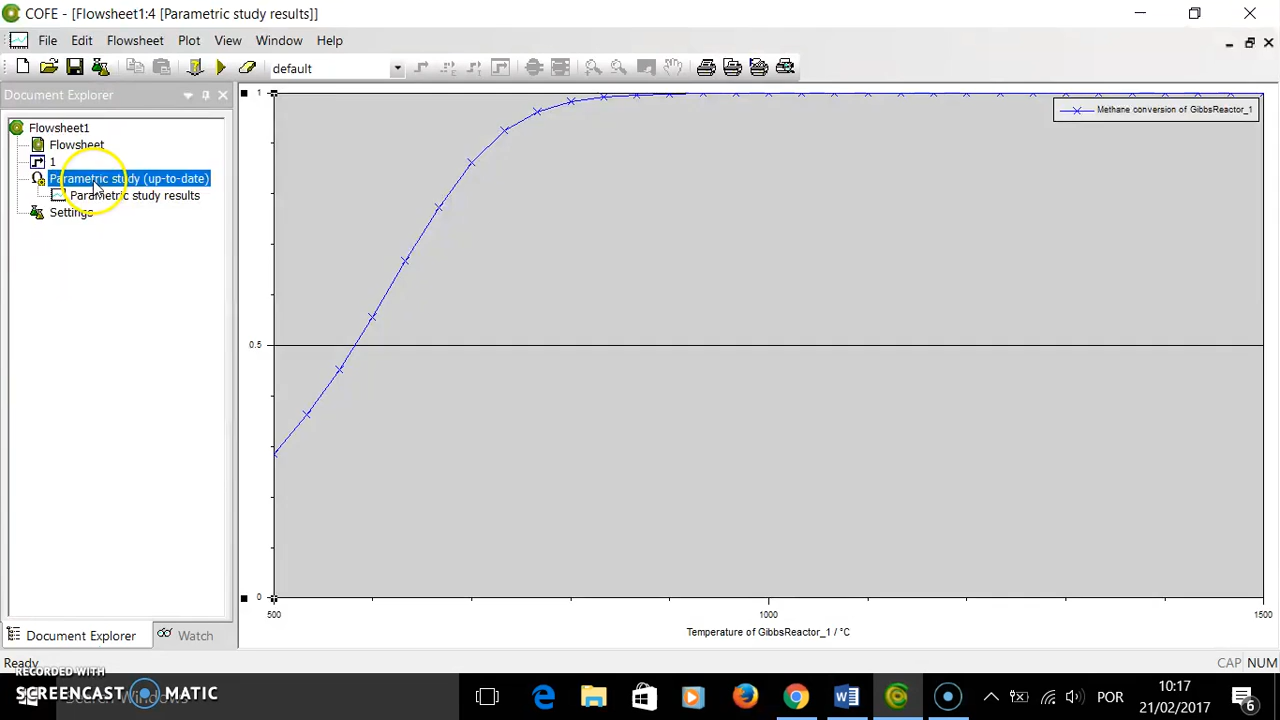 COFE - [Flowsheet1:4 [Parametric study results]]
File Edit Flowsheet Plot View Window Help
default
Document Explorer
Flowsheet1
Flowsheet
1
Parametric study (up-to-date)
Parametric study results
Settings
Methane conversion of GibbsReactor_1
1
0.5
0
500 1000 1500
Temperature of GibbsReactor_1 / °C
Document Explorer Watch
Ready CAP NUM
RECORDED WITH
SCREENCAST MATIC
Search Windows
POR
10:17
21/02/2017
6